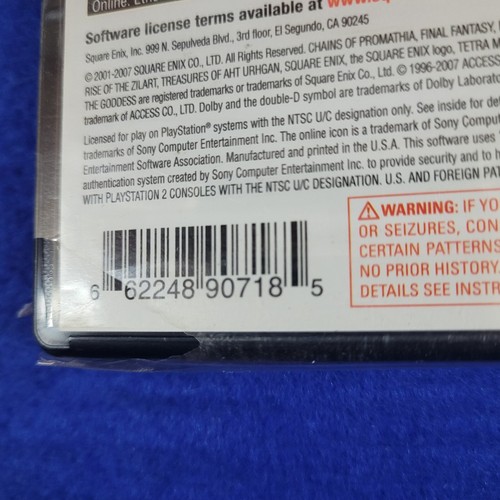 Online:
Software license terms available at www.
Square Enix, Inc. 999 N. Sepulveda Blvd., 3rd floor, El Segundo, CA 90245
© 2001-2007 SQUARE ENIX CO., LTD. All Rights Reserved. CHAINS OF PROMATHIA, FINAL FANTASY,
RISE OF THE ZILART, TREASURES OF AHT URHGAN, SQUARE ENIX, the SQUARE ENIX logo, TETRA M
THE GODDESS are registered trademarks or trademarks of Square Enix Co., Ltd. © 1996-2007 ACCESS
trademark of ACCESS CO., LTD. Dolby and the double-D symbol are trademarks of Dolby Labora
Licensed for play on PlayStation® systems with the NTSC U/C designation only. See inside for de
trademarks of Sony Computer Entertainment Inc. The online icon is a trademark of Sony Comput
Entertainment Software Association. Manufactured and printed in the U.S.A. This software uses
authentication system created by Sony Computer Entertainment Inc. to provide security and to h
WITH PLAYSTATION 2 CONSOLES WITH THE NTSC U/C DESIGNATION. U.S. AND FOREIGN PAT
⚠WARNING: IF YO
OR SEIZURES, CON
CERTAIN PATTERNS
NO PRIOR HISTORY
DETAILS SEE INSTR
6 62248 90718 5